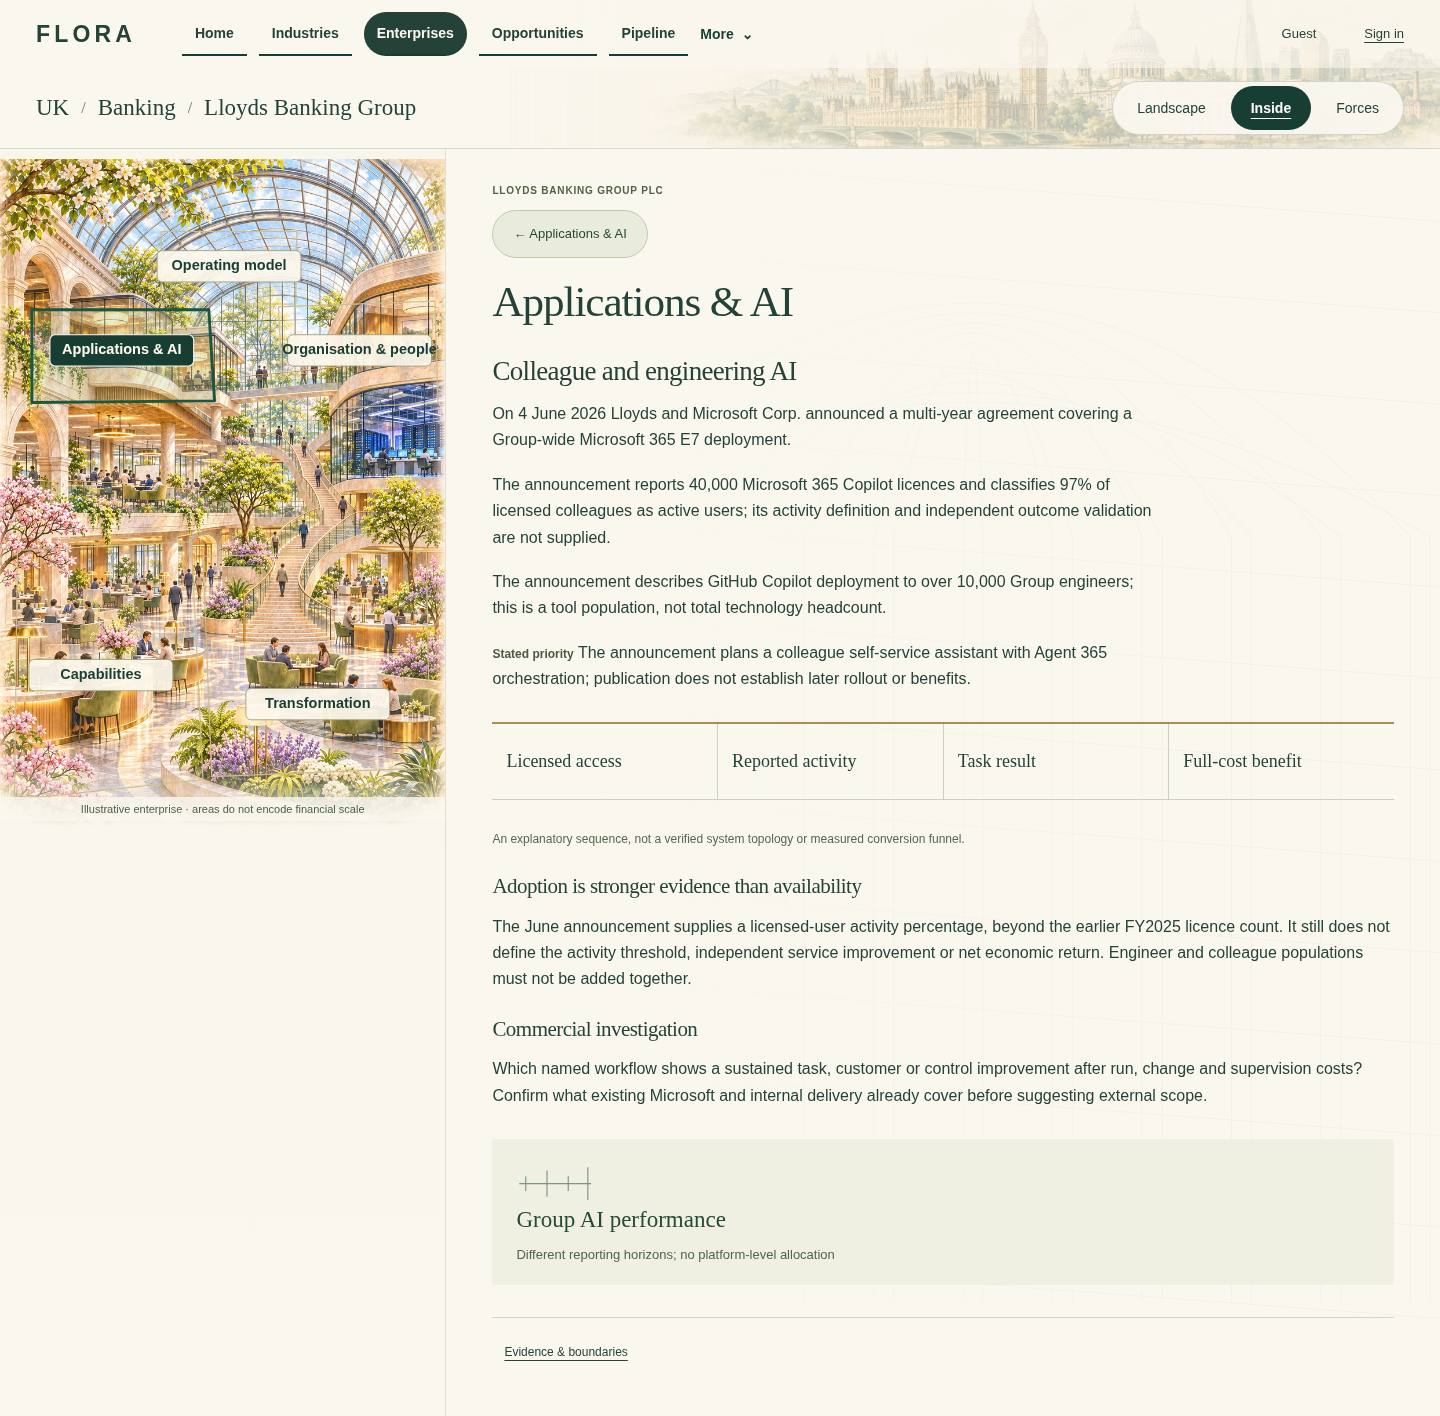 FLORA
Home
Industries
Enterprises
Opportunities
Pipeline
More
Guest
Sign in
UK / Banking / Lloyds Banking Group
Landscape
Inside
Forces
Operating model
Applications & AI
Organisation & people
Capabilities
Transformation
Illustrative enterprise · areas do not encode financial scale
LLOYDS BANKING GROUP PLC
← Applications & AI
Applications & AI
Colleague and engineering AI
On 4 June 2026 Lloyds and Microsoft Corp. announced a multi-year agreement covering a
Group-wide Microsoft 365 E7 deployment.
The announcement reports 40,000 Microsoft 365 Copilot licences and classifies 97% of
licensed colleagues as active users; its activity definition and independent outcome validation
are not supplied.
The announcement describes GitHub Copilot deployment to over 10,000 Group engineers;
this is a tool population, not total technology headcount.
Stated priority The announcement plans a colleague self-service assistant with Agent 365
orchestration; publication does not establish later rollout or benefits.
Licensed access
Reported activity
Task result
Full-cost benefit
An explanatory sequence, not a verified system topology or measured conversion funnel.
Adoption is stronger evidence than availability
The June announcement supplies a licensed-user activity percentage, beyond the earlier FY2025 licence count. It still does not
define the activity threshold, independent service improvement or net economic return. Engineer and colleague populations
must not be added together.
Commercial investigation
Which named workflow shows a sustained task, customer or control improvement after run, change and supervision costs?
Confirm what existing Microsoft and internal delivery already cover before suggesting external scope.
Group AI performance
Different reporting horizons; no platform-level allocation
Evidence & boundaries